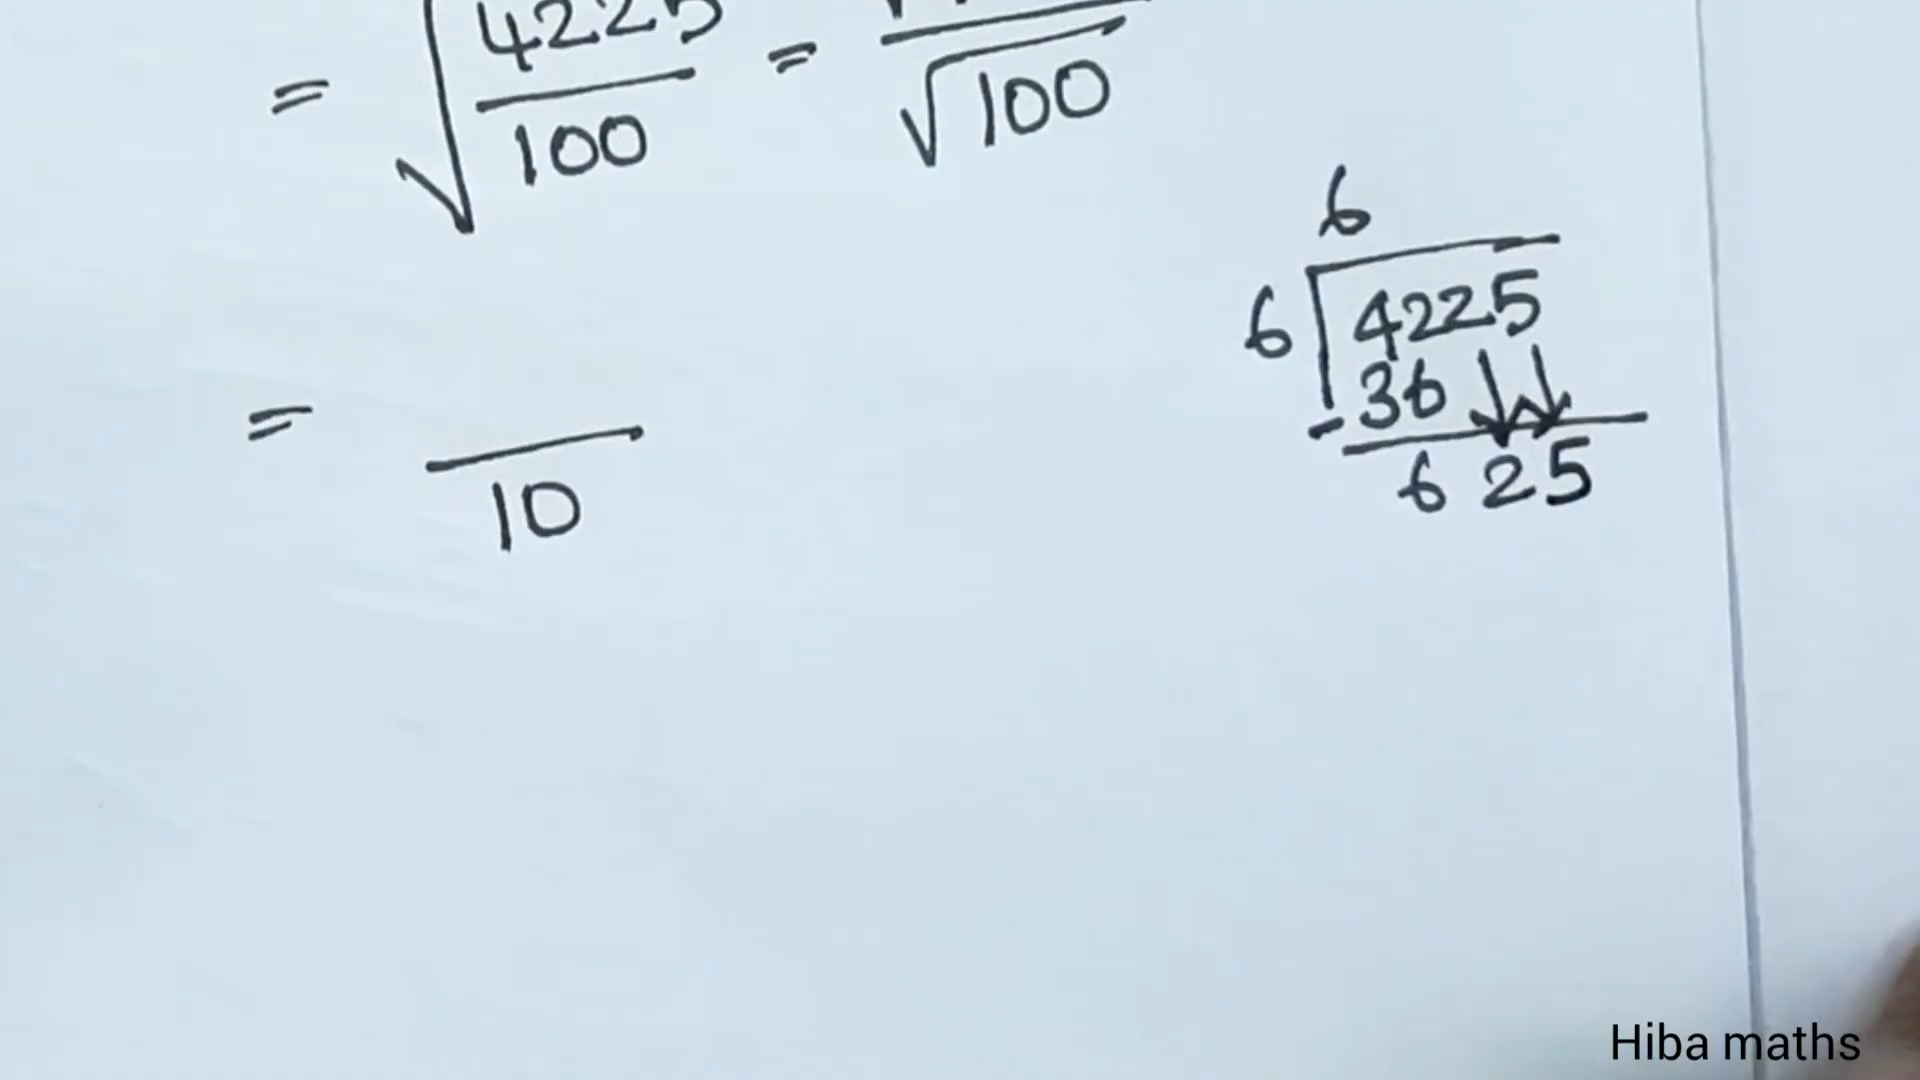 = √4225/100 = /√100
6
6 4225
- 36
625
= /10
Hiba maths